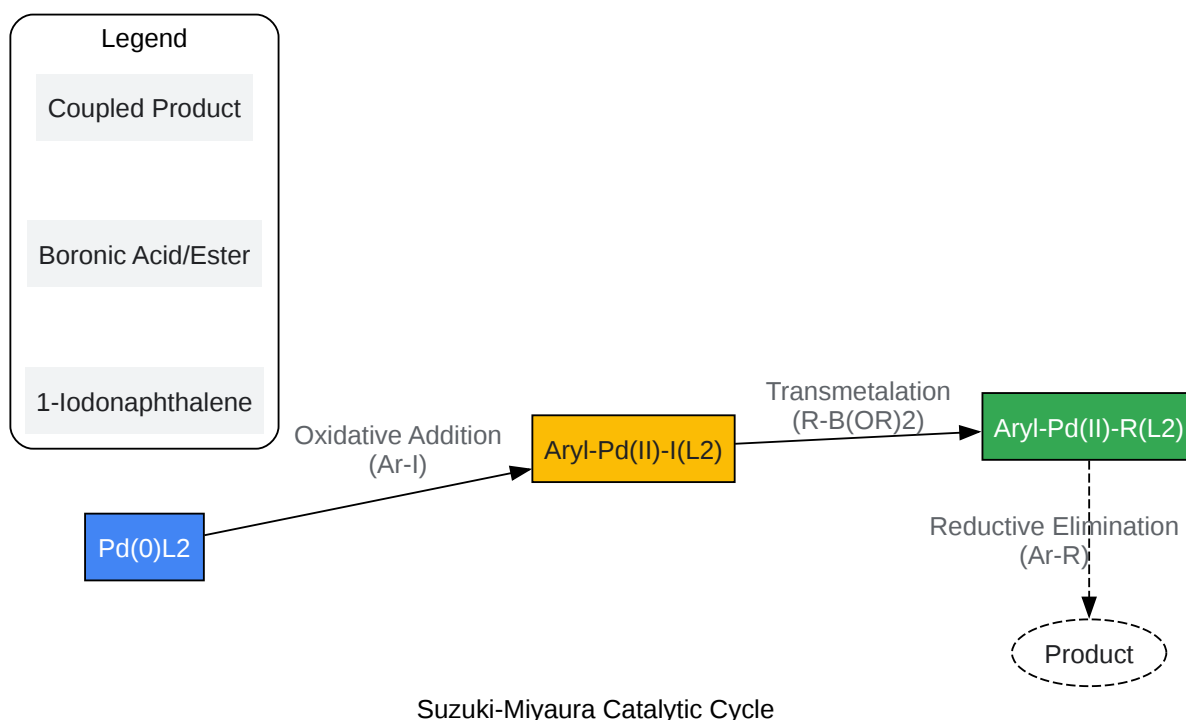 Legend
Coupled Product
Boronic Acid/Ester
1-Iodonaphthalene
Oxidative Addition
(Ar-I)
Transmetalation
(R-B(OR)2)
Pd(0)L2
Aryl-Pd(II)-I(L2)
Aryl-Pd(II)-R(L2)
Reductive Elimination
(Ar-R)
Product
Suzuki-Miyaura Catalytic Cycle